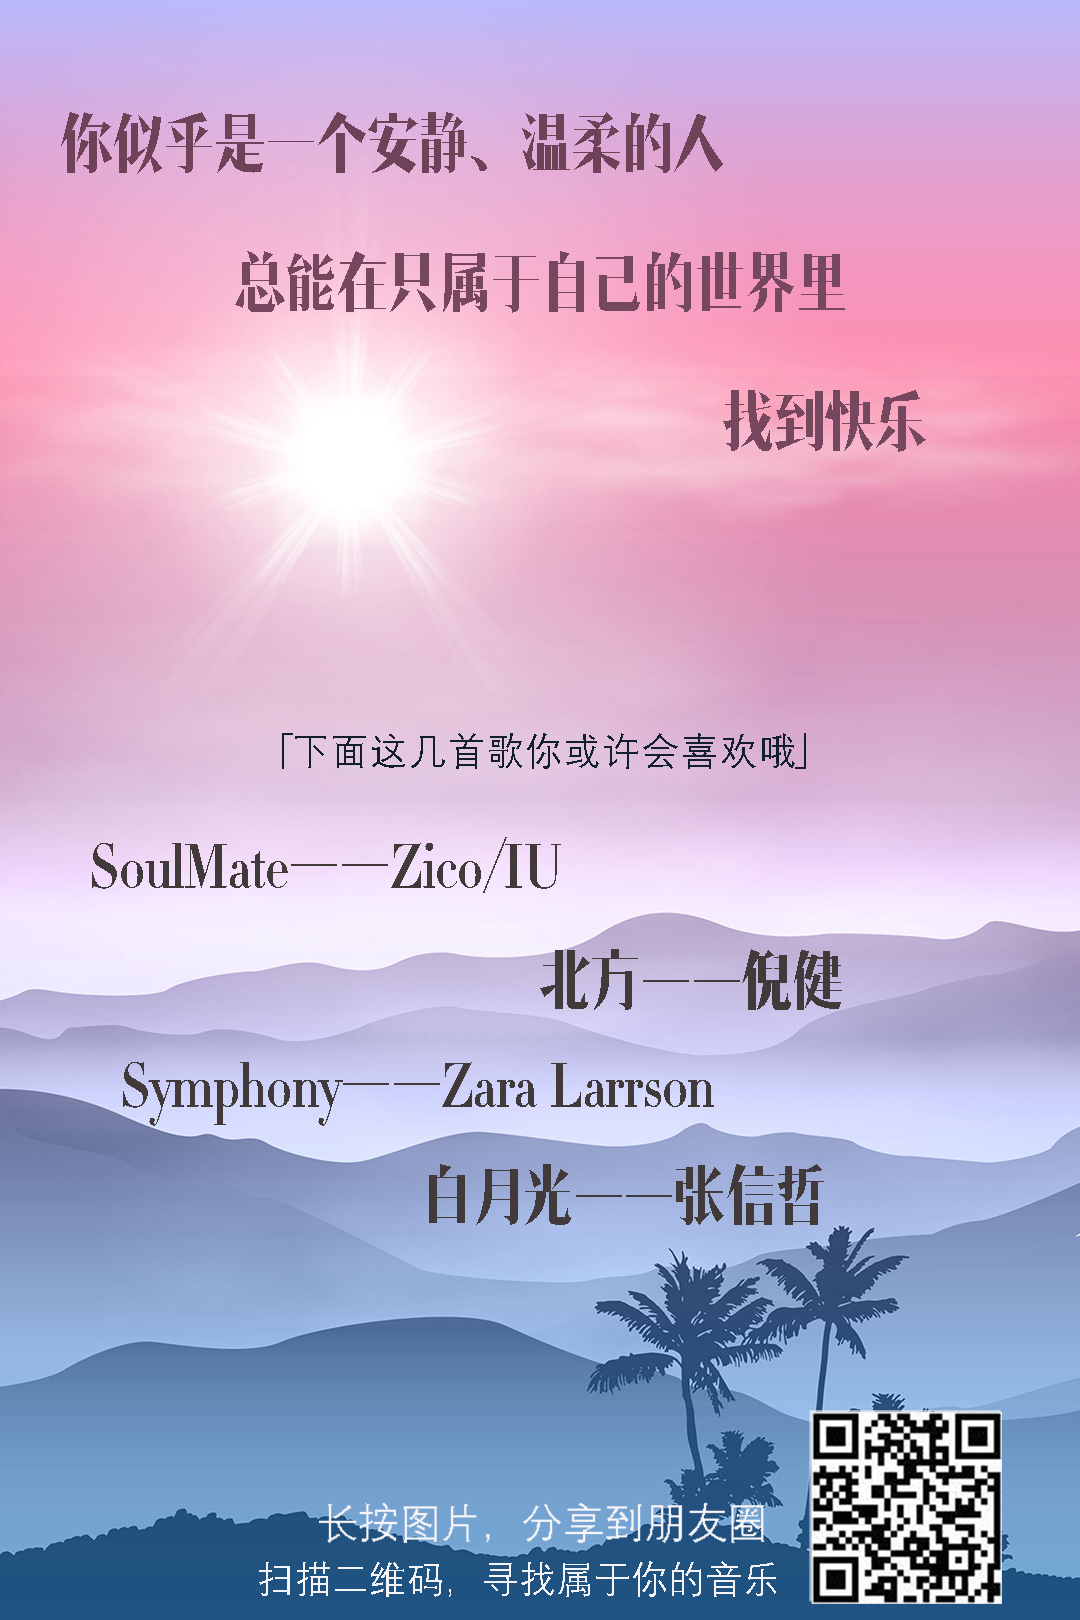 你似乎是一个安静、温柔的人
总能在只属于自己的世界里
找到快乐
「下面这几首歌你或许会喜欢哦」
SoulMate——Zico/IU
北方——倪健
Symphony——Zara Larrson
白月光——张信哲
长按图片，分享到朋友圈
扫描二维码，寻找属于你的音乐